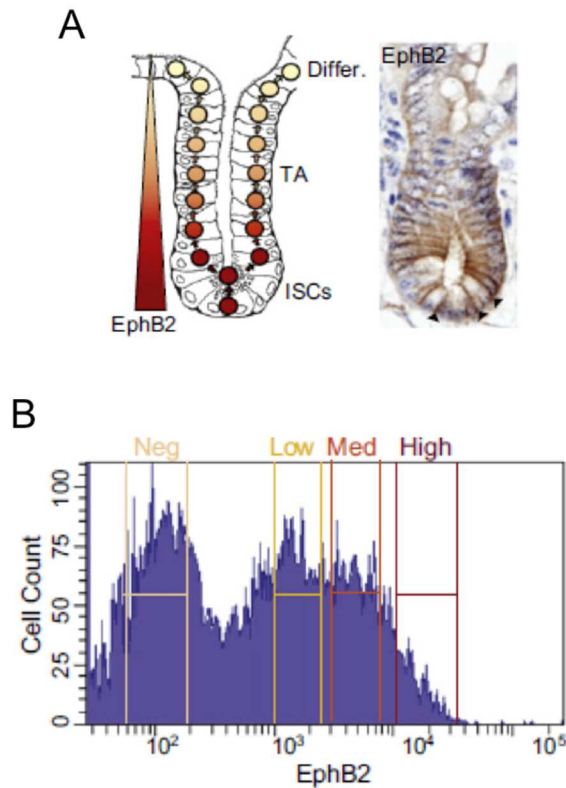 A
EphB2
Differ.
TA
ISCs
EphB2
B
Neg Low Med High
100
75
50
25
0
Cell Count
10² 10³ 10⁴ 10⁵
EphB2